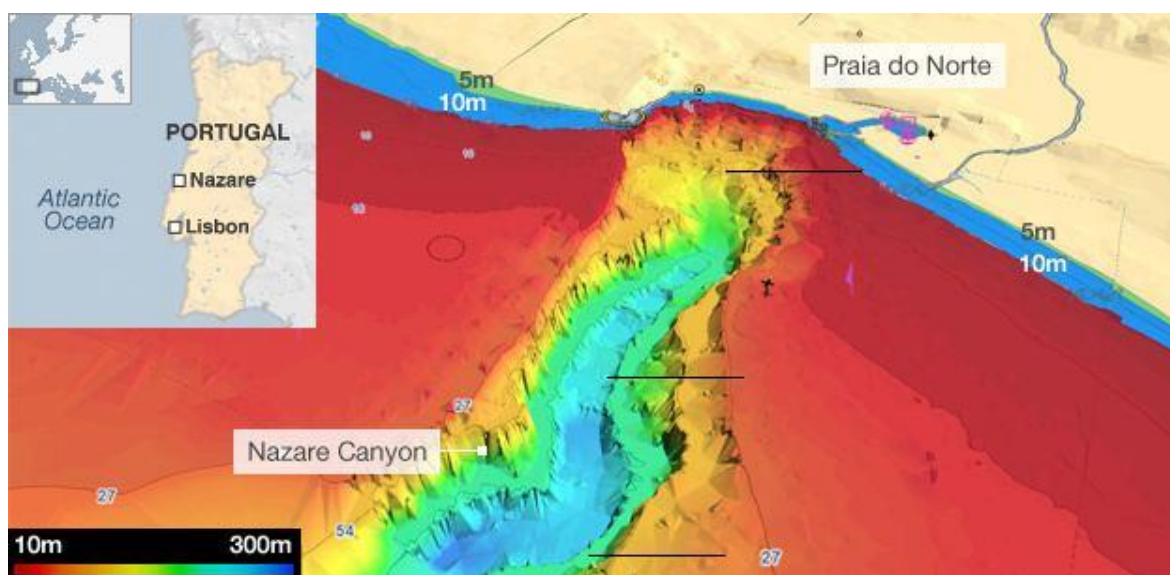 PORTUGAL
Nazare
Atlantic
Ocean
Lisbon
5m
10m
Praia do Norte
5m
10m
27
Nazare Canyon
27
54
27
10m
300m